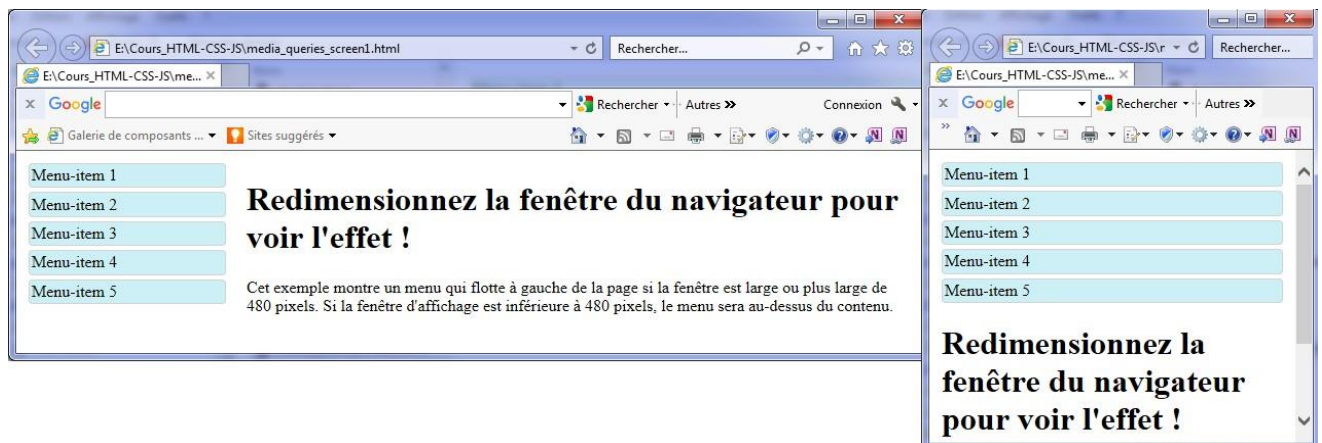 E:\Cours_HTML-CSS-JS\media_queries_screen1.html
Rechercher...
E:\Cours_HTML-CSS-JS\me...
x Google
Rechercher
Autres »
Connexion
Galerie de composants ...
Sites suggérés
Menu-item 1
Menu-item 2
Menu-item 3
Menu-item 4
Menu-item 5
Redimensionnez la fenêtre du navigateur pour
voir l'effet !
Cet exemple montre un menu qui flotte à gauche de la page si la fenêtre est large ou plus large de
480 pixels. Si la fenêtre d'affichage est inférieure à 480 pixels, le menu sera au-dessus du contenu.
E:\Cours_HTML-CSS-JS\r
Rechercher...
E:\Cours_HTML-CSS-JS\me...
x Google
Rechercher
Autres »
Menu-item 1
Menu-item 2
Menu-item 3
Menu-item 4
Menu-item 5
Redimensionnez la
fenêtre du navigateur
pour voir l'effet !